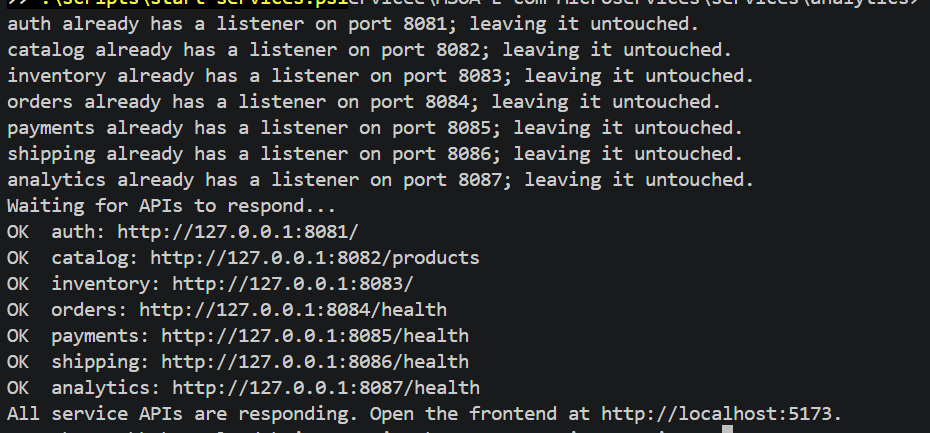 auth already has a listener on port 8081; leaving it untouched.
catalog already has a listener on port 8082; leaving it untouched.
inventory already has a listener on port 8083; leaving it untouched.
orders already has a listener on port 8084; leaving it untouched.
payments already has a listener on port 8085; leaving it untouched.
shipping already has a listener on port 8086; leaving it untouched.
analytics already has a listener on port 8087; leaving it untouched.
Waiting for APIs to respond...
OK  auth: http://127.0.0.1:8081/
OK  catalog: http://127.0.0.1:8082/products
OK  inventory: http://127.0.0.1:8083/
OK  orders: http://127.0.0.1:8084/health
OK  payments: http://127.0.0.1:8085/health
OK  shipping: http://127.0.0.1:8086/health
OK  analytics: http://127.0.0.1:8087/health
All service APIs are responding. Open the frontend at http://localhost:5173.